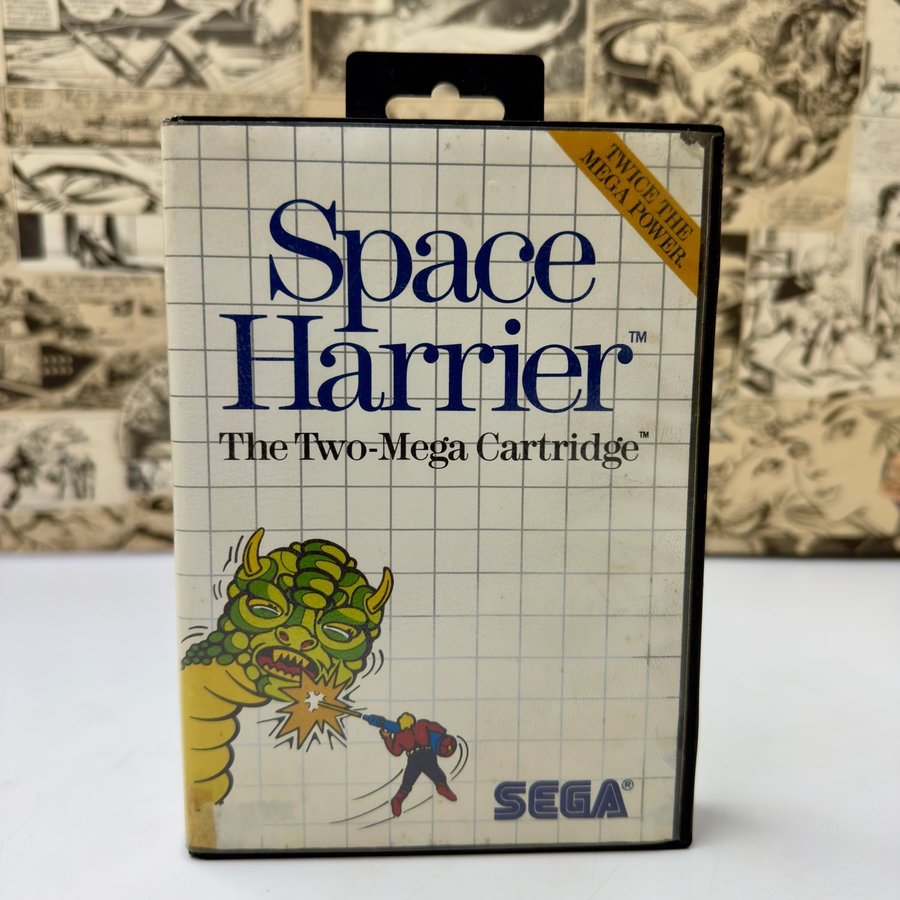 TWICE THE
MEGA POWER.
Space
Harrier™
The Two-Mega Cartridge™
SEGA®